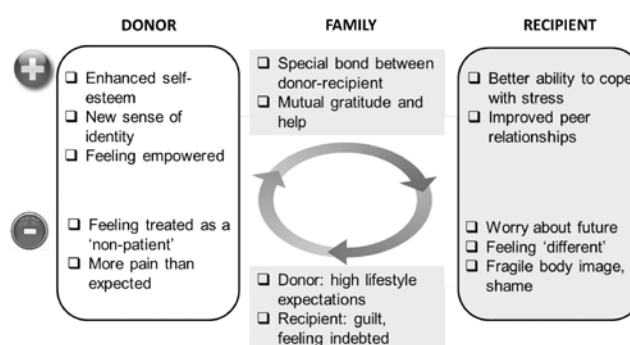 DONOR
FAMILY
RECIPIENT
+
❑ Enhanced self-
esteem
❑ New sense of
identity
❑ Feeling empowered
❑ Special bond between
donor-recipient
❑ Mutual gratitude and
help
❑ Better ability to cope
with stress
❑ Improved peer
relationships
-
❑ Feeling treated as a
‘non-patient’
❑ More pain than
expected
❑ Donor: high lifestyle
expectations
❑ Recipient: guilt,
feeling indebted
❑ Worry about future
❑ Feeling ‘different’
❑ Fragile body image,
shame